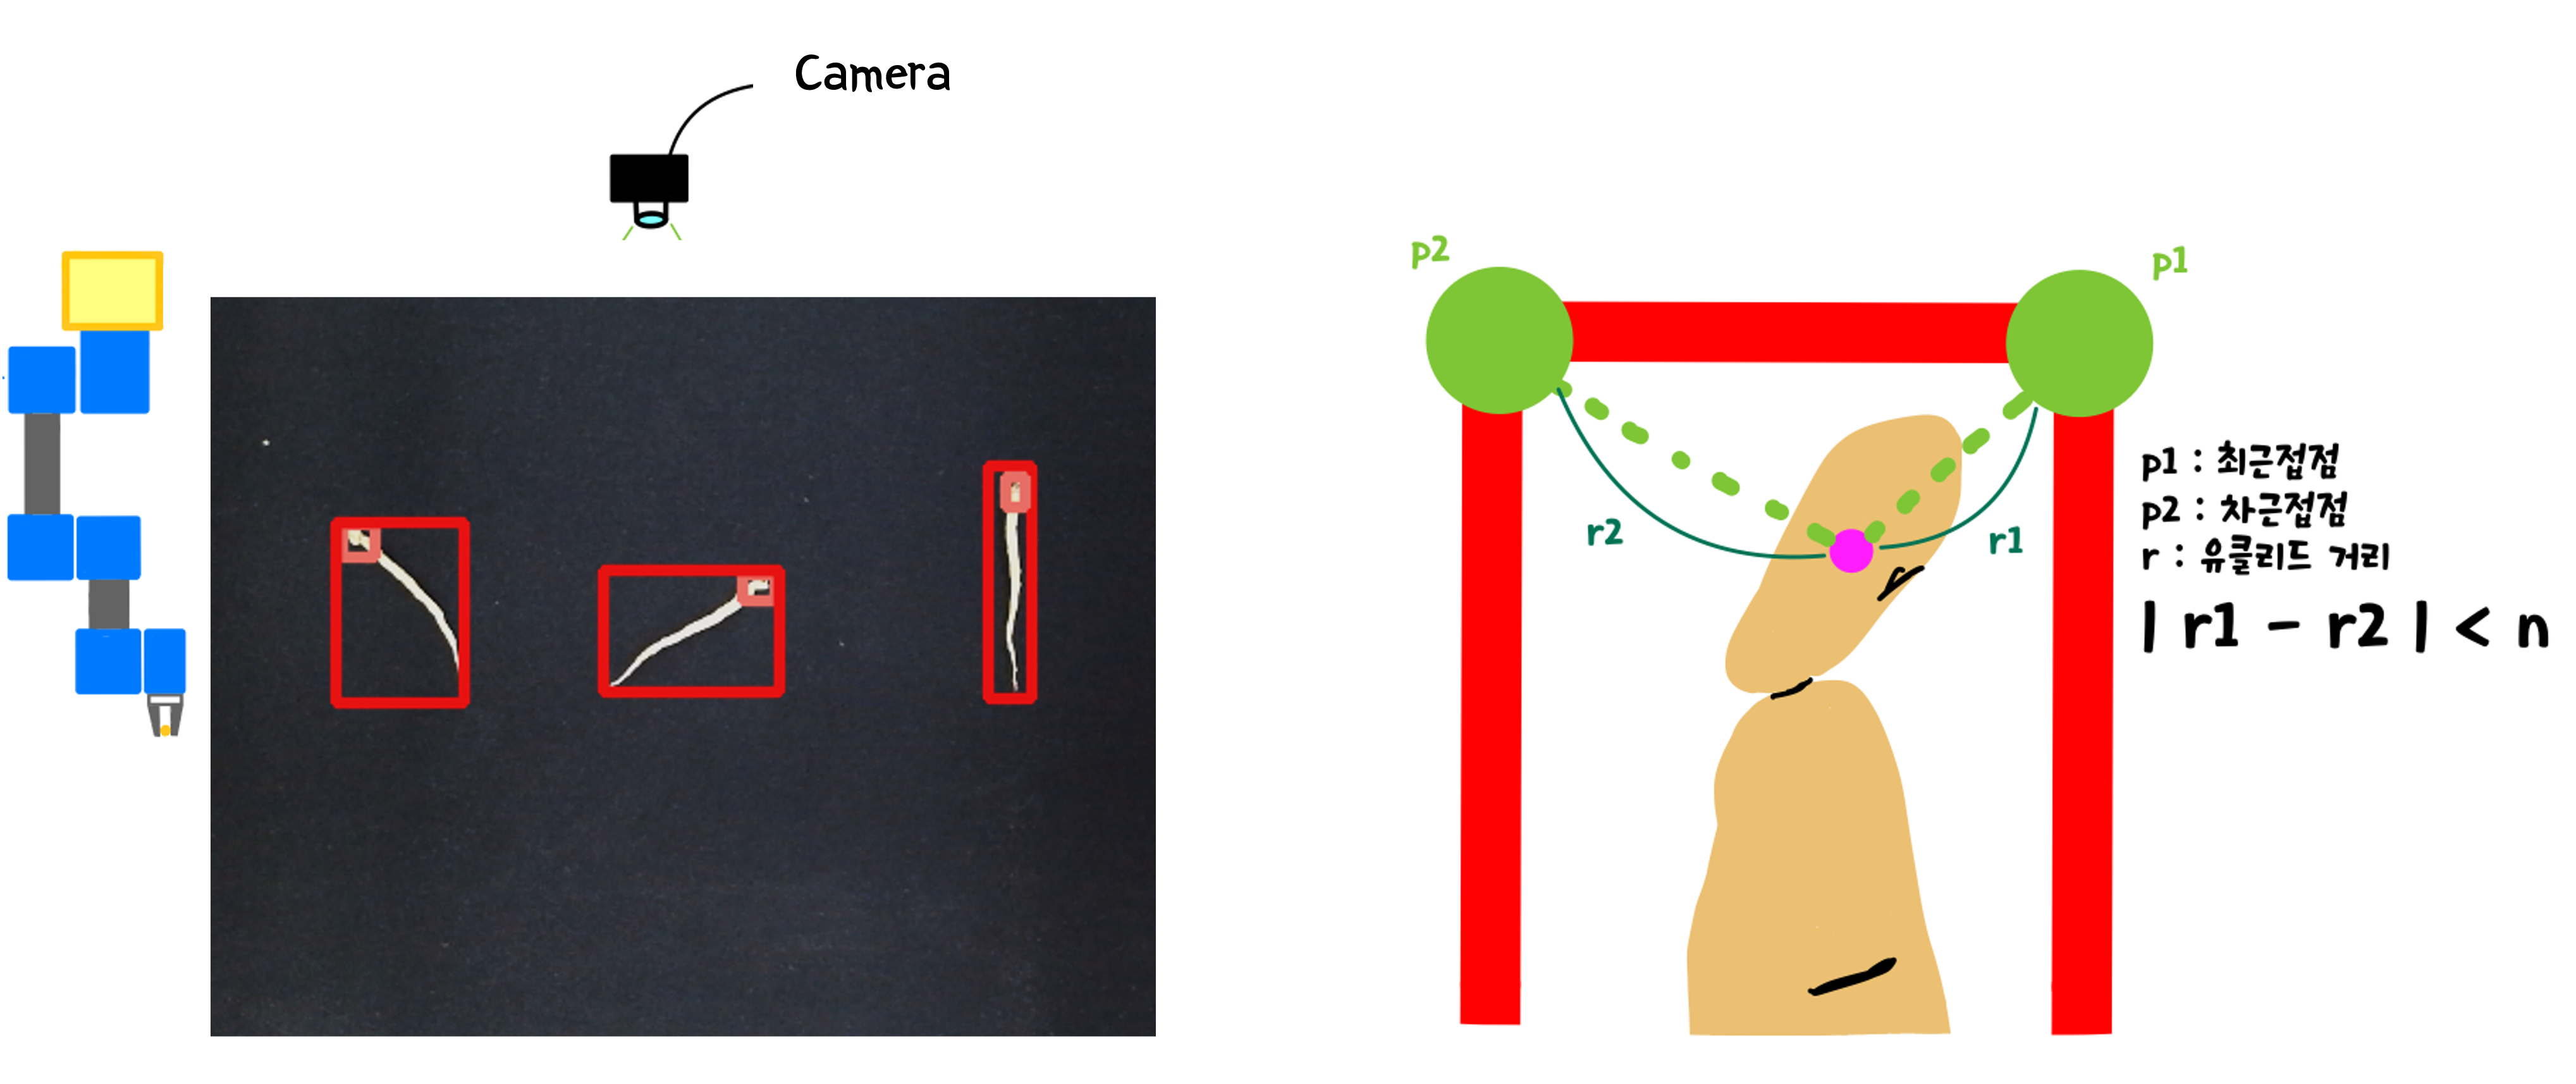 Camera
p2
p1
r2
r1
p1 : 최근접점
p2 : 차근접점
r : 유클리드 거리
| r1 - r2 | < n